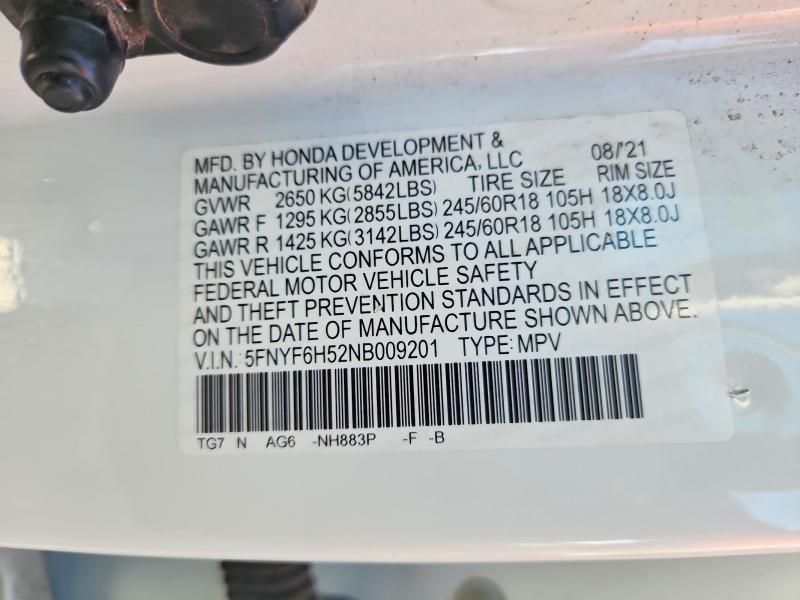 MFD. BY HONDA DEVELOPMENT & 08/'21
MANUFACTURING OF AMERICA, LLC
GVWR 2650 KG(5842LBS) TIRE SIZE RIM SIZE
GAWR F 1295 KG(2855LBS) 245/60R18 105H 18X8.0J
GAWR R 1425 KG(3142LBS) 245/60R18 105H 18X8.0J
THIS VEHICLE CONFORMS TO ALL APPLICABLE
FEDERAL MOTOR VEHICLE SAFETY
AND THEFT PREVENTION STANDARDS IN EFFECT
ON THE DATE OF MANUFACTURE SHOWN ABOVE.
V.I.N.: 5FNYF6H52NB009201 TYPE: MPV
TG7 N AG6 -NH883P -F -B